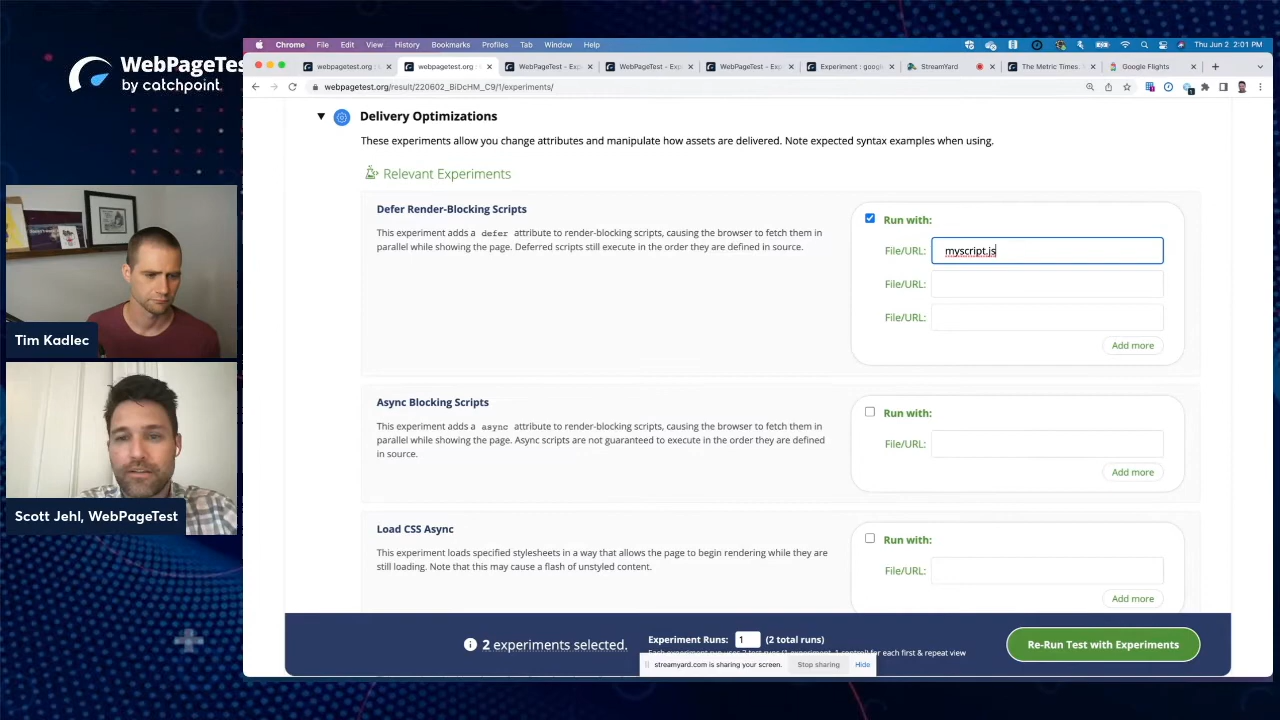 WebPageTest
by catchpoint
Tim Kadlec
Scott Jehl, WebPageTest
Chrome File Edit View History Bookmarks Profiles Tab Window Help
Thu Jun 2 2:01 PM
webpagetest.org :
webpagetest.org :
WebPageTest - Exp
WebPageTest - Exp
WebPageTest - Exp
Experiment : google
StreamYard
The Metric Times.
Google Flights
webpagetest.org/result/220602_BiDcHM_C9/1/experiments/
Delivery Optimizations
These experiments allow you change attributes and manipulate how assets are delivered. Note expected syntax examples when using.
Relevant Experiments
Defer Render-Blocking Scripts
This experiment adds a defer attribute to render-blocking scripts, causing the browser to fetch them in
parallel while showing the page. Deferred scripts still execute in the order they are defined in source.
Run with:
File/URL: myscript.js
File/URL:
File/URL:
Add more
Async Blocking Scripts
This experiment adds a async attribute to render-blocking scripts, causing the browser to fetch them in
parallel while showing the page. Async scripts are not guaranteed to execute in the order they are defined
in source.
Run with:
File/URL:
Add more
Load CSS Async
This experiment loads specified stylesheets in a way that allows the page to begin rendering while they are
still loading. Note that this may cause a flash of unstyled content.
Run with:
File/URL:
Add more
2 experiments selected.
Experiment Runs: 1 (2 total runs)
for each first & repeat view
streamyard.com is sharing your screen. Stop sharing Hide
Re-Run Test with Experiments